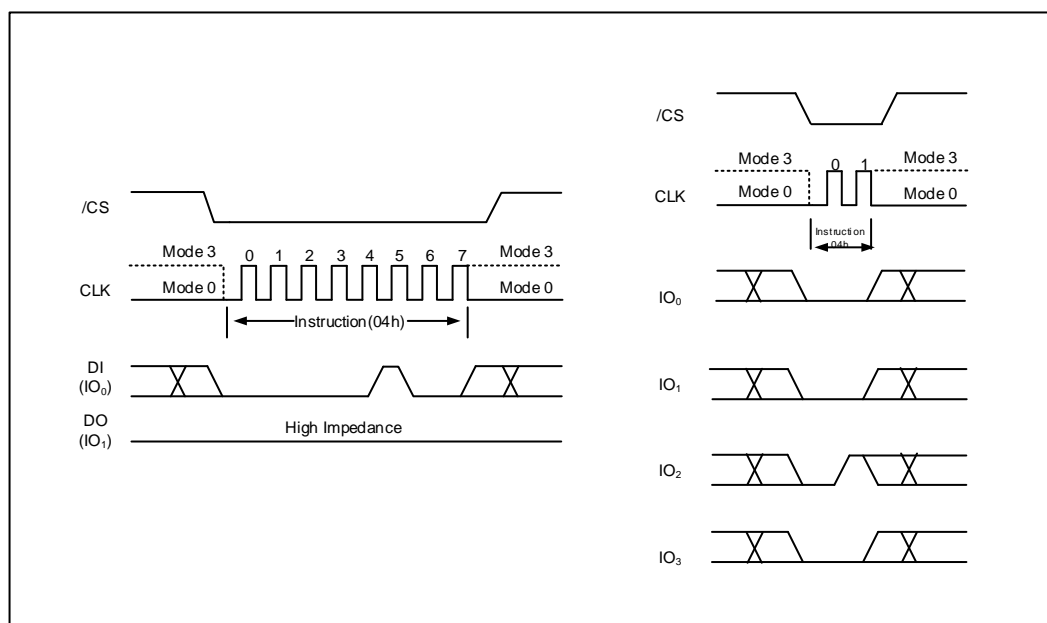 /CS
Mode 3 0 1 2 3 4 5 6 7 Mode 3
CLK
Mode 0 Mode 0
Instruction(04h)
DI
(IO₀)
DO
(IO₁)
High Impedance
/CS
Mode 3 0 1 Mode 3
CLK
Mode 0 Mode 0
Instruction
04h
IO₀
IO₁
IO₂
IO₃